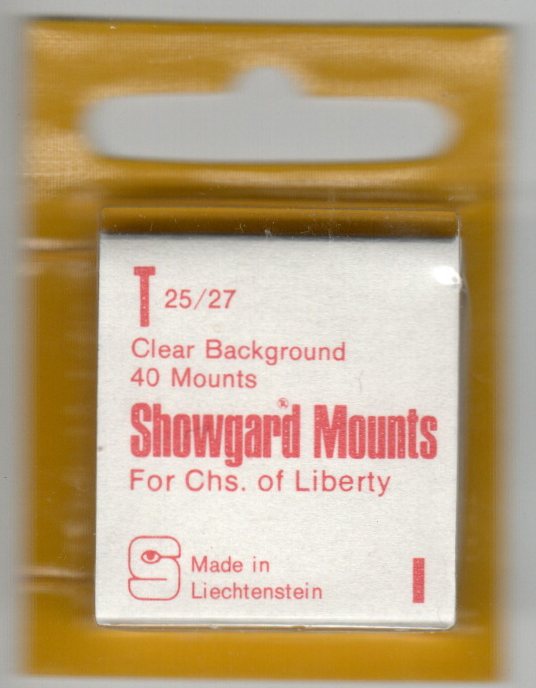 T 25/27
Clear Background
40 Mounts
Showgard® Mounts
For Chs. of Liberty
S Made in
Liechtenstein